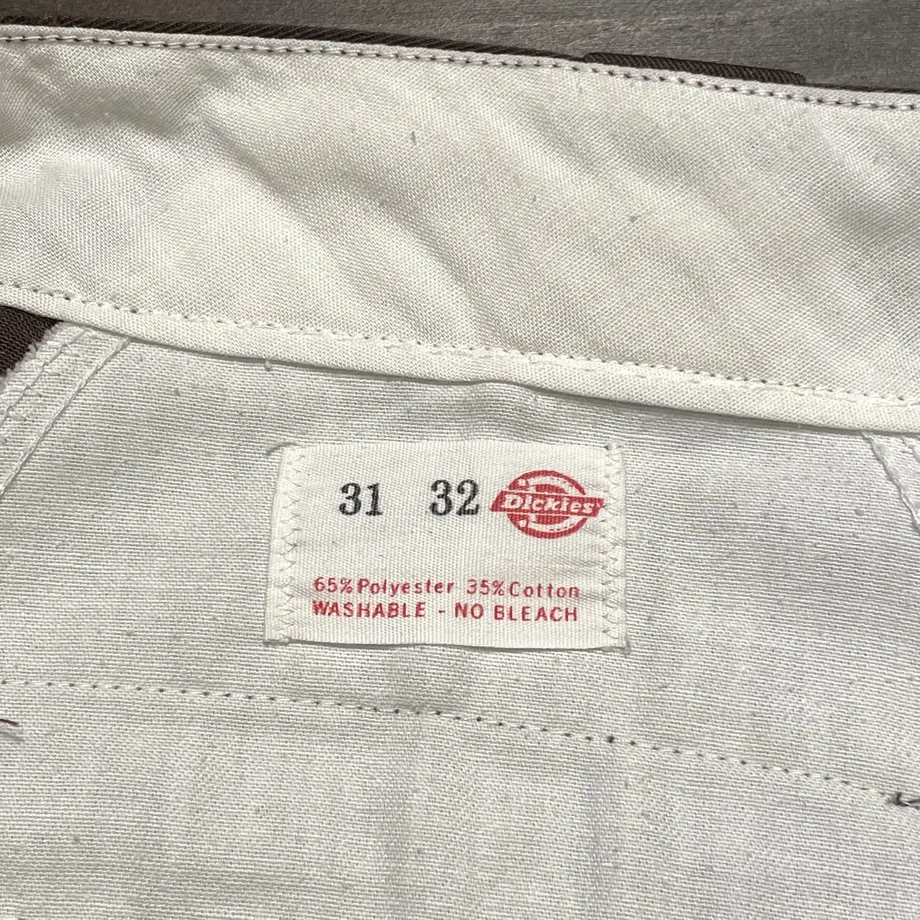 31 32 Dickies
65% Polyester 35% Cotton
WASHABLE - NO BLEACH